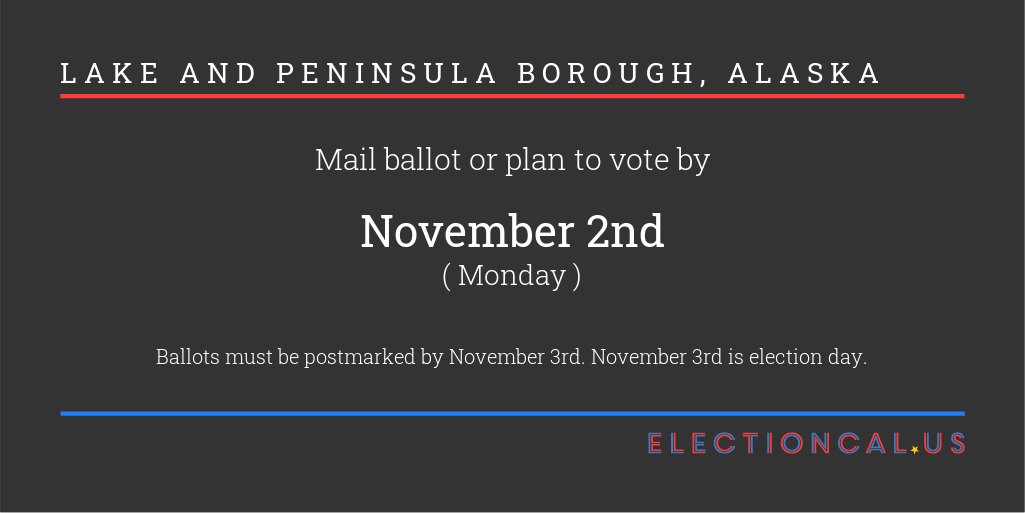 LAKE AND PENINSULA BOROUGH, ALASKA
Mail ballot or plan to vote by
November 2nd
( Monday )
Ballots must be postmarked by November 3rd. November 3rd is election day.
ELECTIONCAL.US